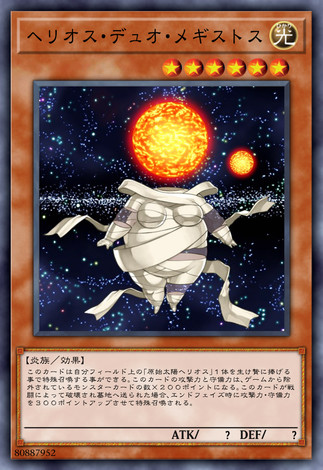 ヘリオス・デュオ・メギストス
光
【炎族／効果】
このカードは自分フィールド上の「原始太陽ヘリオス」１体を生け贄に捧げる
事で特殊召喚する事ができる。このカードの攻撃力と守備力は、ゲームから除
外されているモンスターカードの数×２００ポイントになる。このカードが戦
闘によって破壊され墓地へ送られた場合、エンドフェイズ時に攻撃力・守備力
を３００ポイントアップさせて特殊召喚される。
ATK/ ? DEF/ ?
80887952